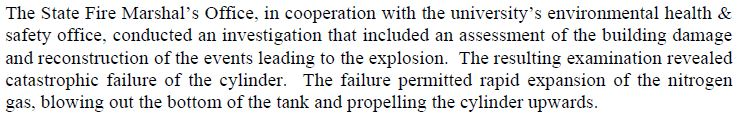 The State Fire Marshal's Office, in cooperation with the university's environmental health &
safety office, conducted an investigation that included an assessment of the building damage
and reconstruction of the events leading to the explosion.  The resulting examination revealed
catastrophic failure of the cylinder.  The failure permitted rapid expansion of the nitrogen
gas, blowing out the bottom of the tank and propelling the cylinder upwards.